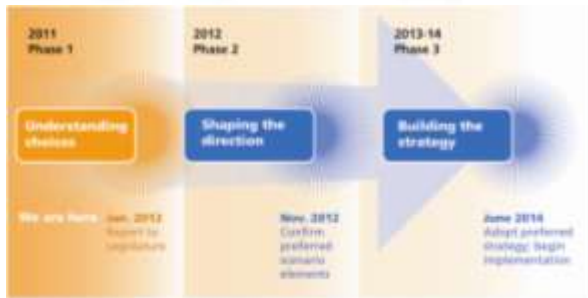 2011
Phase 1
2012
Phase 2
2013-14
Phase 3
Understanding
choices
Shaping the
direction
Building the
strategy
We are here
Jan. 2012
Report to
Legislature
Nov. 2012
Confirm
preferred
scenario
elements
June 2014
Adopt preferred
strategy; begin
implementation